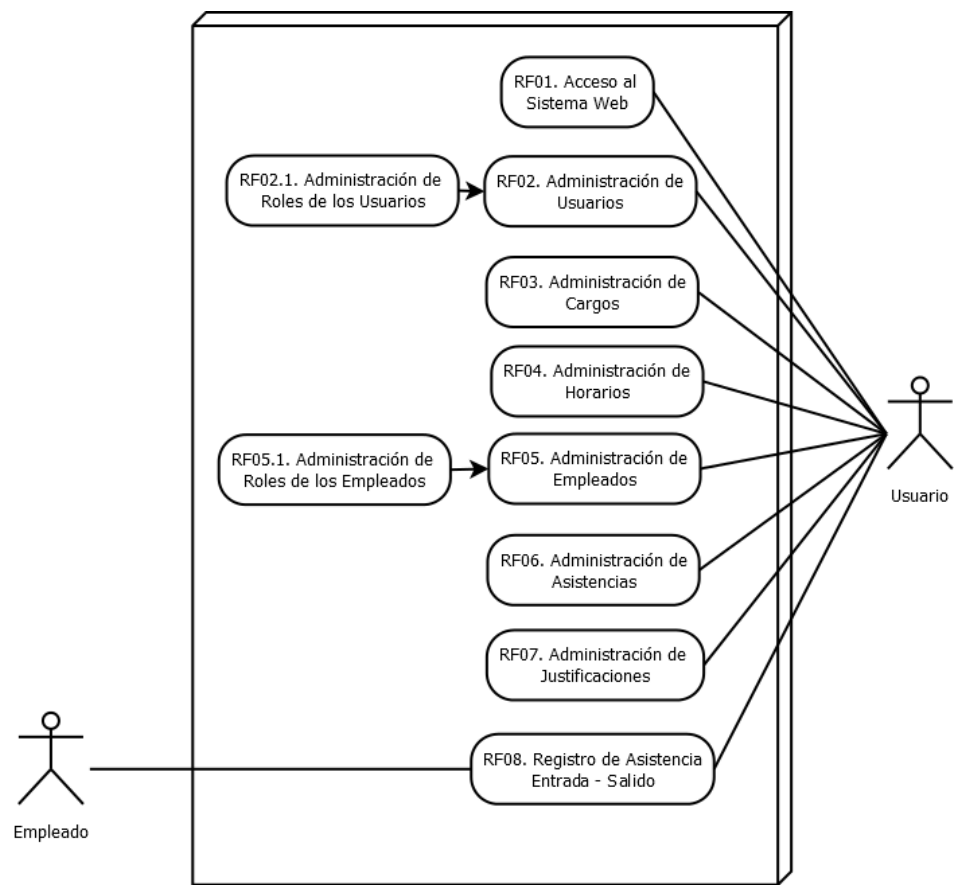 RF01. Acceso al
Sistema Web
RF02.1. Administración de
Roles de los Usuarios
RF02. Administración de
Usuarios
RF03. Administración de
Cargos
RF04. Administración de
Horarios
RF05.1. Administración de
Roles de los Empleados
RF05. Administración de
Empleados
Usuario
RF06. Administración de
Asistencias
RF07. Administración de
Justificaciones
RF08. Registro de Asistencia
Entrada - Salido
Empleado